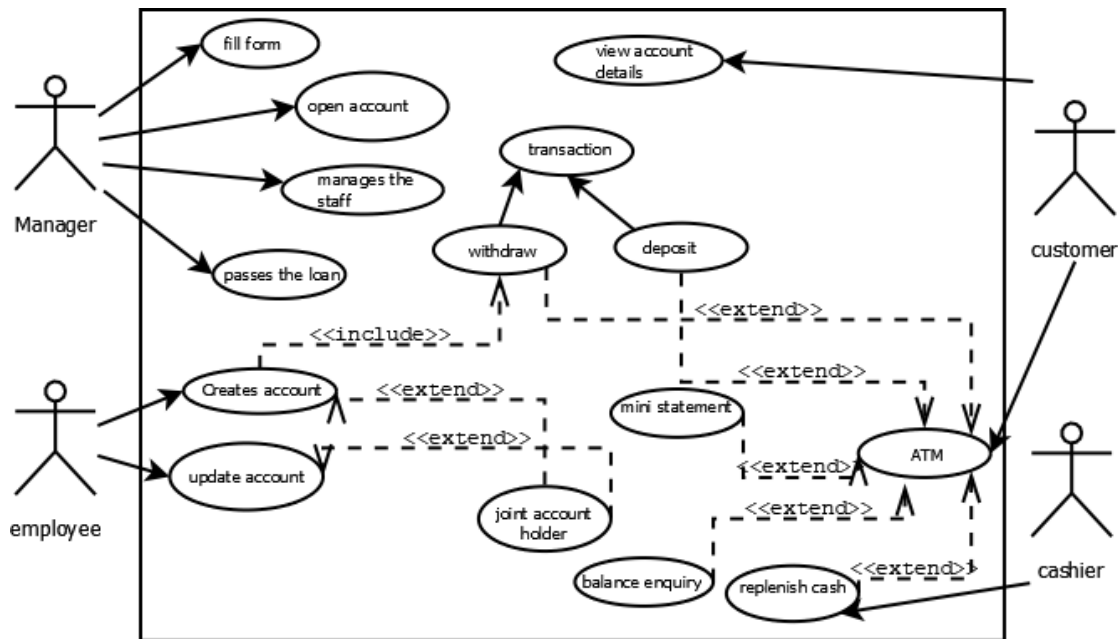 fill form
view account
details
open account
transaction
manages the
staff
Manager
withdraw
deposit
customer
passes the loan
<<extend>>
<<include>>
<<extend>>
Creates account
<<extend>>
mini statement
<<extend>>
ATM
update account
<<extend>>
<<extend>>
joint account
holder
employee
balance enquiry
<<extend>>
replenish cash
cashier